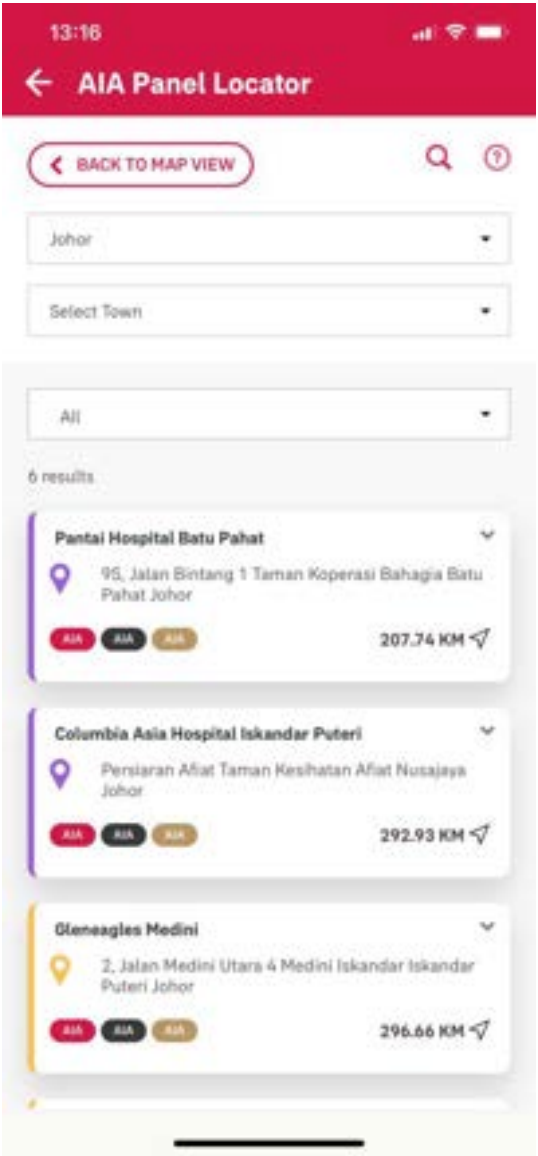 13:16
AIA Panel Locator
BACK TO MAP VIEW
?
Johor
Select Town
All
6 results
Pantai Hospital Batu Pahat
95, Jalan Bintang 1 Taman Koperasi Bahagia Batu
Pahat Johor
AIA AIA AIA
207.74 KM
Columbia Asia Hospital Iskandar Puteri
Persiaran Afiat Taman Kesihatan Afiat Nusajaya
Johor
AIA AIA AIA
292.93 KM
Gleneagles Medini
2, Jalan Medini Utara 4 Medini Iskandar Iskandar
Puteri Johor
AIA AIA AIA
296.66 KM